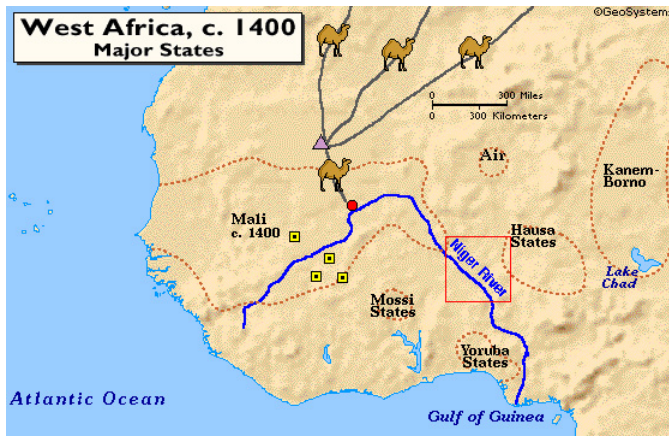 West Africa, c. 1400
Major States
©GeoSystems
0 300 Miles
0 300 Kilometers
Air
Kanem-
Borno
Mali
c. 1400
Hausa
States
Niger River
Lake
Chad
Mossi
States
Yoruba
States
Atlantic Ocean
Gulf of Guinea